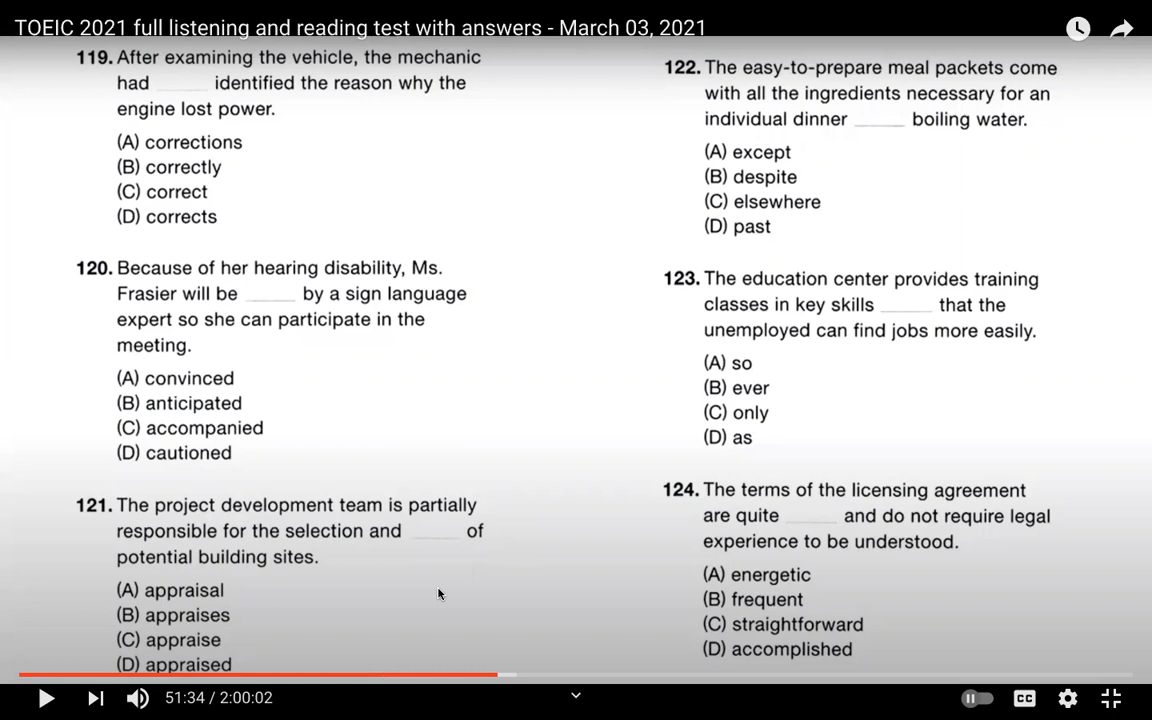 TOEIC 2021 full listening and reading test with answers - March 03, 2021
119. After examining the vehicle, the mechanic
had _____ identified the reason why the
engine lost power.
(A) corrections
(B) correctly
(C) correct
(D) corrects
120. Because of her hearing disability, Ms.
Frasier will be _____ by a sign language
expert so she can participate in the
meeting.
(A) convinced
(B) anticipated
(C) accompanied
(D) cautioned
121. The project development team is partially
responsible for the selection and _____ of
potential building sites.
(A) appraisal
(B) appraises
(C) appraise
(D) appraised
122. The easy-to-prepare meal packets come
with all the ingredients necessary for an
individual dinner _____ boiling water.
(A) except
(B) despite
(C) elsewhere
(D) past
123. The education center provides training
classes in key skills _____ that the
unemployed can find jobs more easily.
(A) so
(B) ever
(C) only
(D) as
124. The terms of the licensing agreement
are quite _____ and do not require legal
experience to be understood.
(A) energetic
(B) frequent
(C) straightforward
(D) accomplished
51:34 / 2:00:02
CC